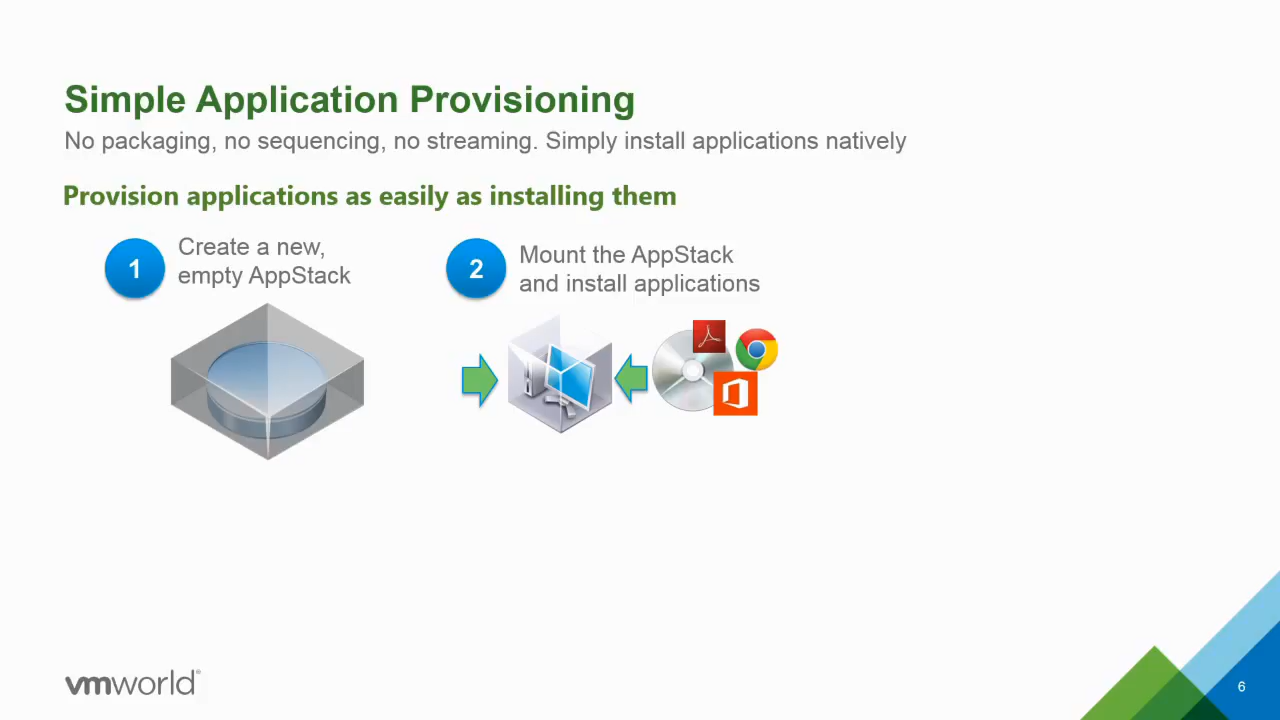 Simple Application Provisioning
No packaging, no sequencing, no streaming. Simply install applications natively
Provision applications as easily as installing them
1
Create a new,
empty AppStack
2
Mount the AppStack
and install applications
vmworld®
6